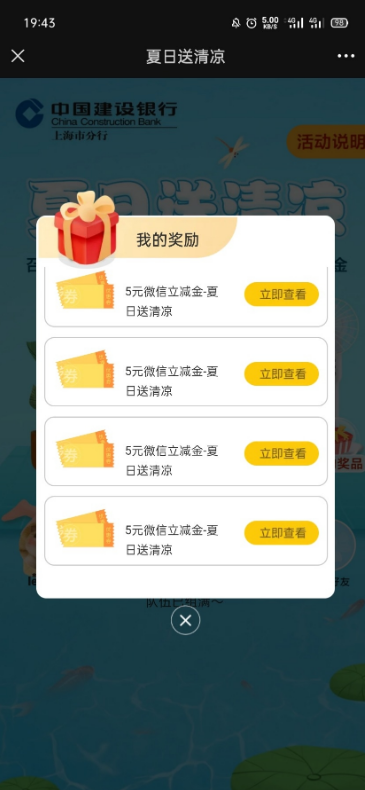 19:43
5.00
KB/S
4G
4G
98
夏日送清凉
中国建设银行
China Construction Bank
上海市分行
活动说明
夏日送清凉
我的奖励
金
5元微信立减金-夏
日送清凉
立即查看
5元微信立减金-夏
日送清凉
立即查看
5元微信立减金-夏
日送清凉
立即查看
奖品
5元微信立减金-夏
日送清凉
立即查看
好友
队伍已组满~